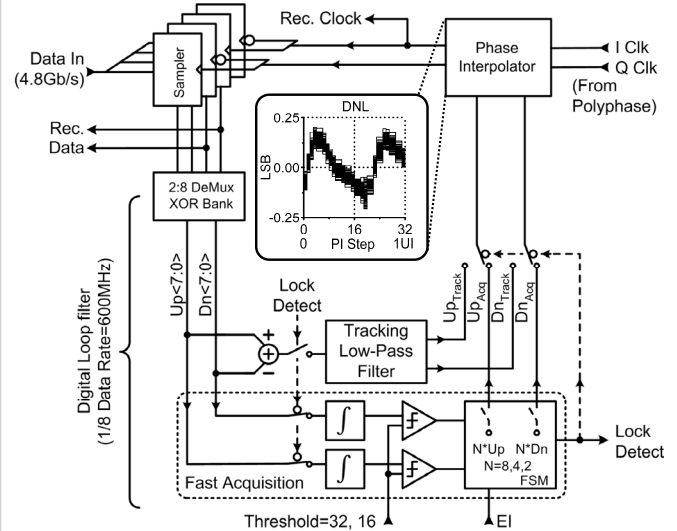 Rec. Clock
Data In
(4.8Gb/s)
Sampler
Phase
Interpolator
I Clk
Q Clk
(From
Polyphase)
Rec.
Data
DNL
0.25
0.00
-0.25
LSB
0 16 32
0 PI Step 1UI
2:8 DeMux
XOR Bank
Digital Loop filter
(1/8 Data Rate=600MHz)
Up<7:0>
Dn<7:0>
Lock
Detect
+
−
+
Tracking
Low-Pass
Filter
UpTrack
UpAcq
DnTrack
DnAcq
∫
∫
N*Up N*Dn
N=8,4,2
FSM
Lock
Detect
Fast Acquisition
Threshold=32, 16
EI